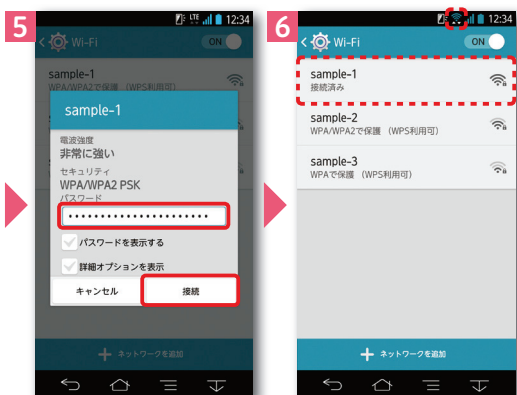 5
LTE 12:34
Wi-Fi
ON
sample-1
WPA/WPA2で保護 (WPS利用可)
sample-1
電波強度
非常に強い
セキュリティ
WPA/WPA2 PSK
パスワード
••••••••••••••••••••••
パスワードを表示する
詳細オプションを表示
キャンセル
接続
ネットワークを追加
6
12:34
Wi-Fi
ON
sample-1
接続済み
sample-2
WPA/WPA2で保護 (WPS利用可)
sample-3
WPAで保護 (WPS利用可)
ネットワークを追加